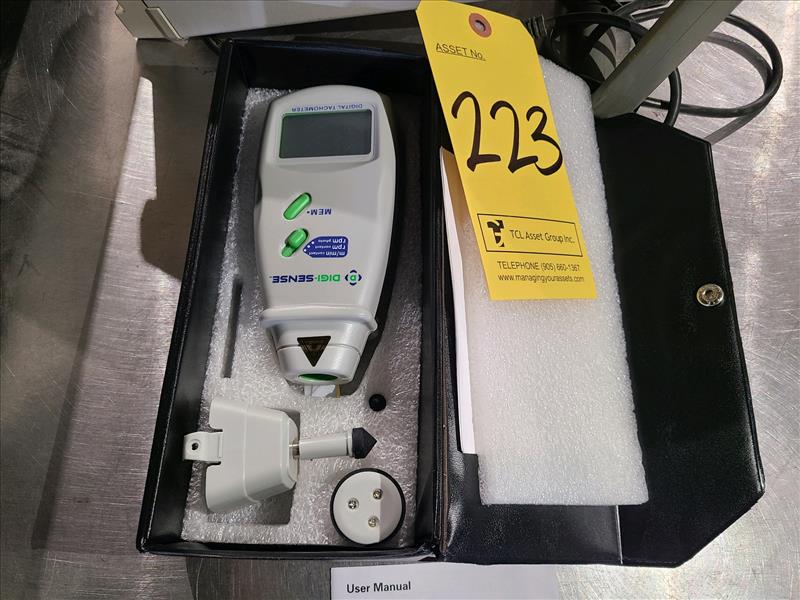 ASSET No.
223
TCL Asset Group Inc.
TELEPHONE (905) 660-1367
www.managingyourassets.com
DIGITAL TACHOMETER
MEM
m/min contact
rpm contact
rpm photo
DIGI-SENSE
User Manual